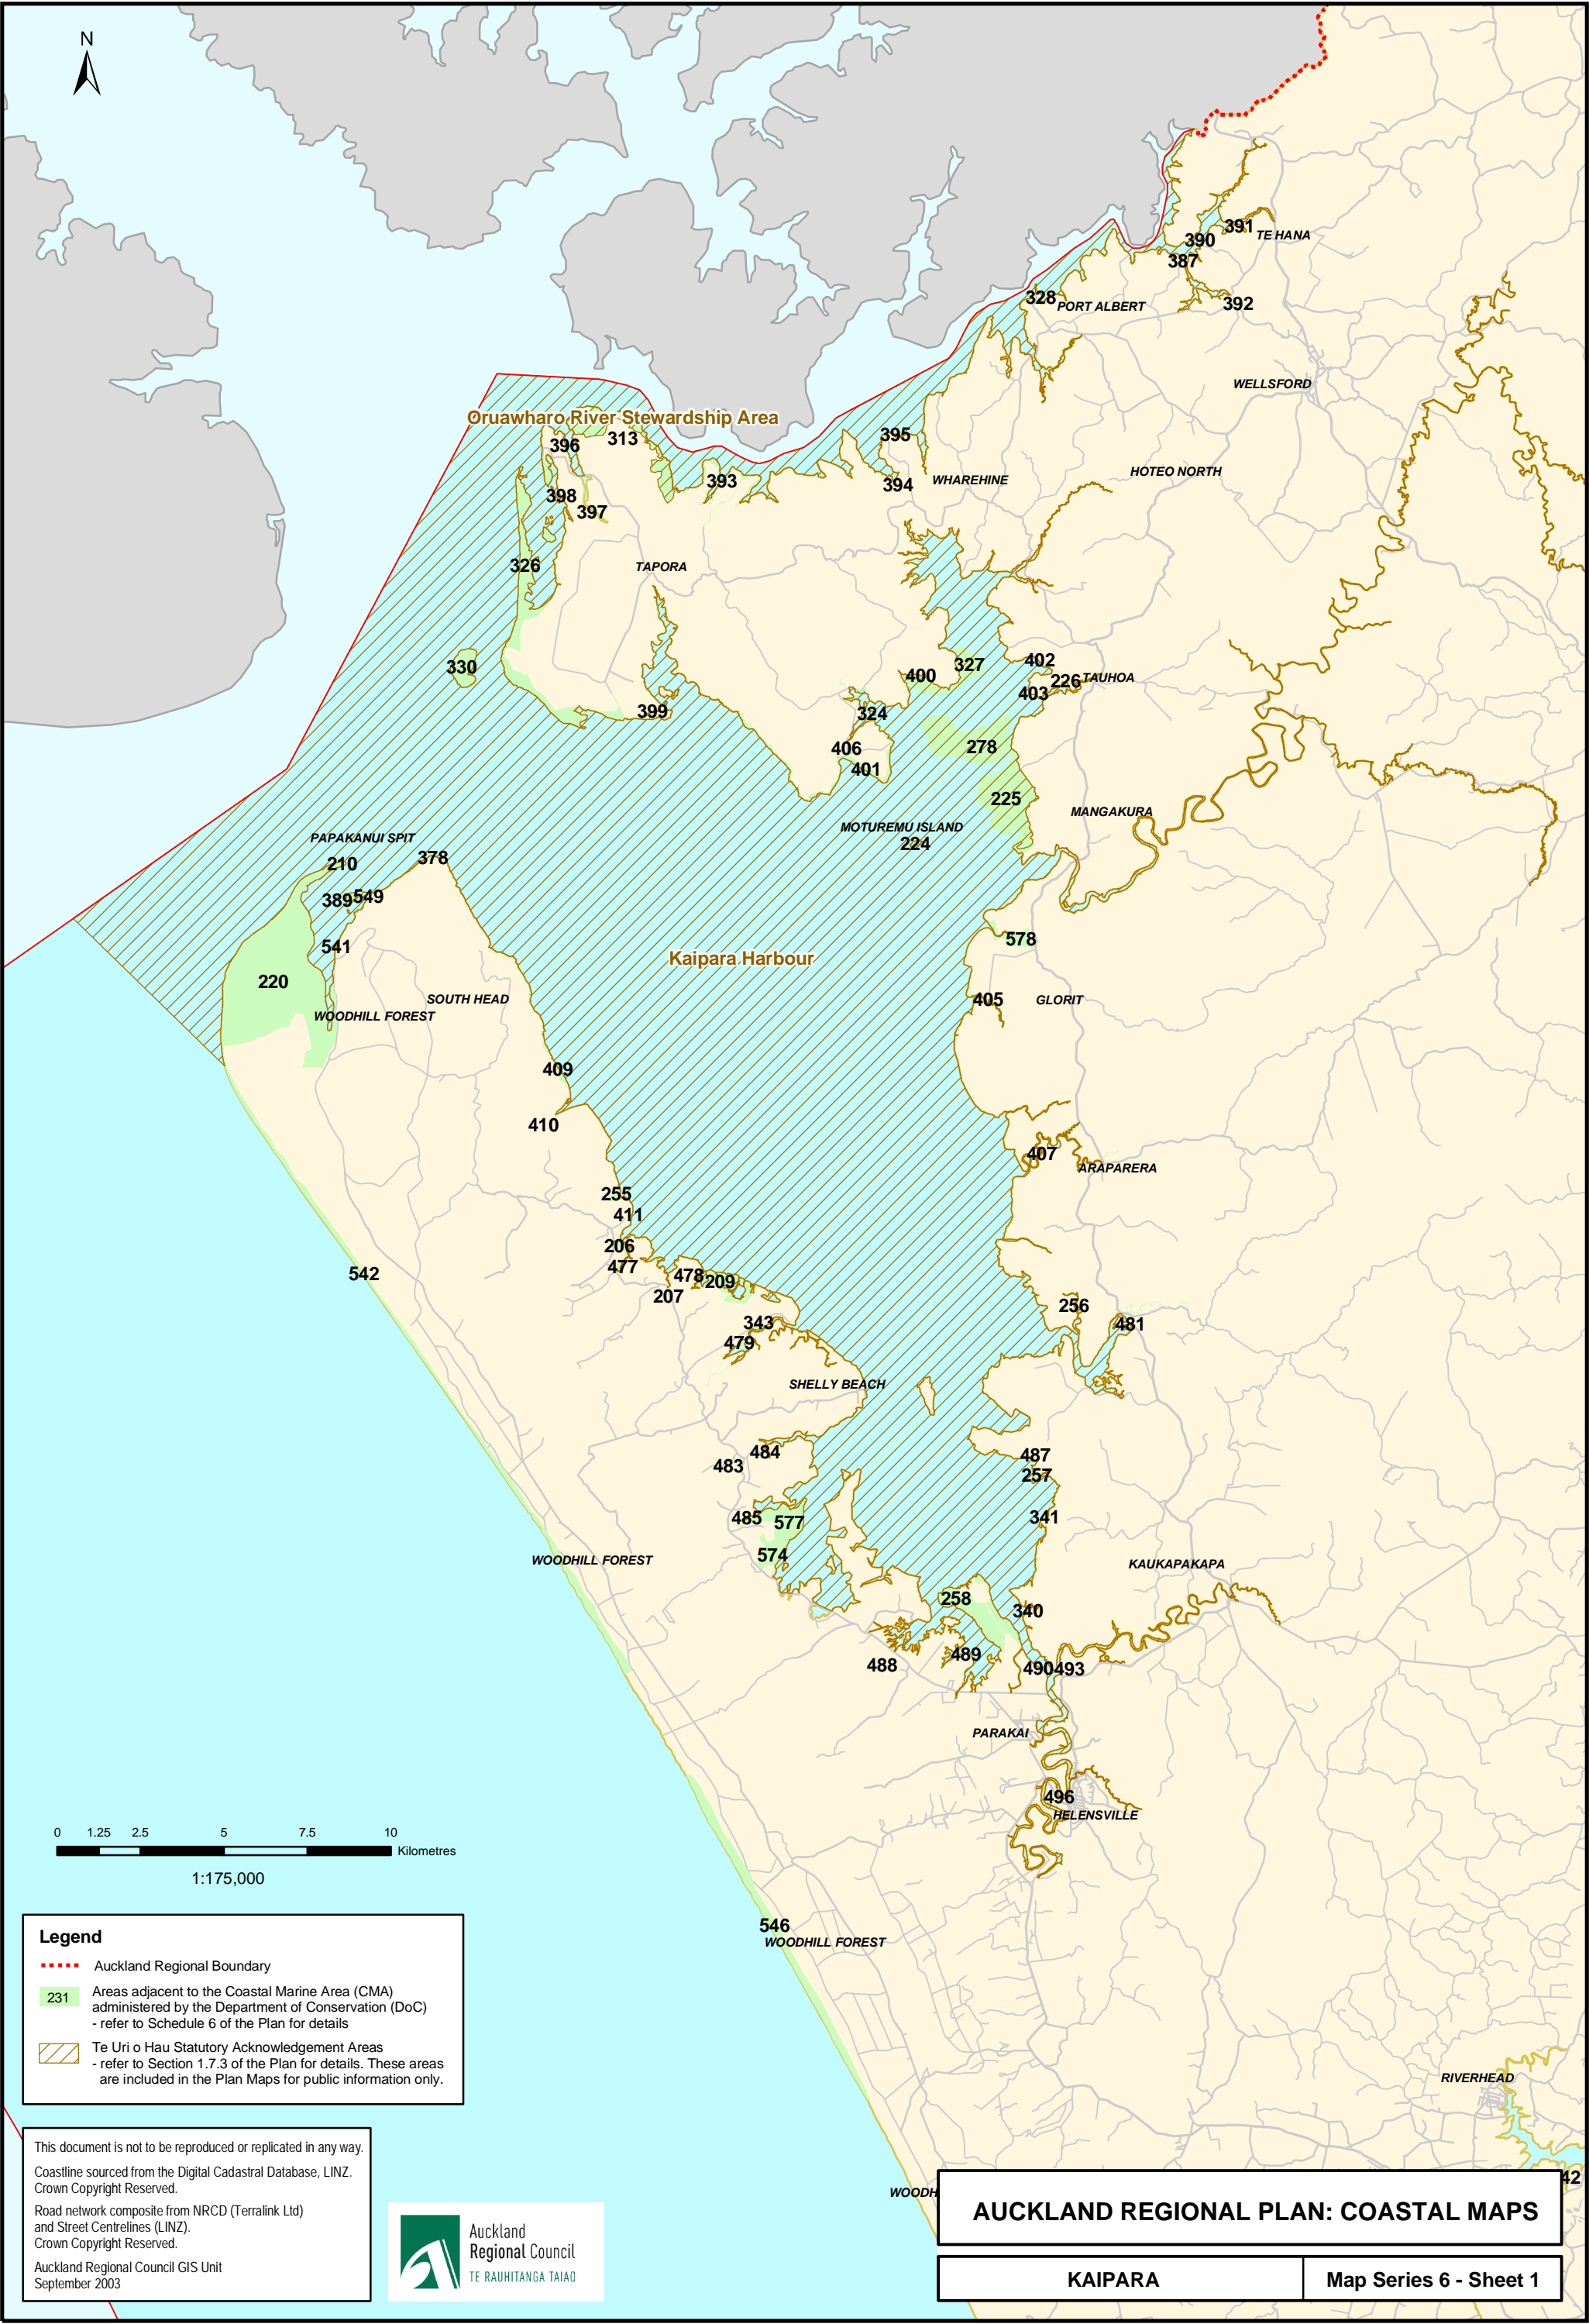 N
391
390
TE HANA
387
328
PORT ALBERT
392
WELLSFORD
Oruawharo River Stewardship Area
395
396
313
HOTEO NORTH
393
WHAREHINE
394
398
397
326
TAPORA
402
327
330
400
226
TAUHOA
403
399
324
406
278
401
225
MANGAKURA
MOTUREMU ISLAND
224
PAPAKANUI SPIT
378
210
389
549
578
541
Kaipara Harbour
220
SOUTH HEAD
405
GLORIT
WOODHILL FOREST
409
410
407
ARAPARERA
255
411
206
477
542
478
209
207
256
343
481
479
SHELLY BEACH
484
487
483
257
485
577
341
574
WOODHILL FOREST
KAUKAPAKAPA
258
340
489
488
490
493
PARAKAI
496
HELENSVILLE
0 1.25 2.5 5 7.5 10
Kilometres
1:175,000
546
WOODHILL FOREST
Legend
Auckland Regional Boundary
231
Areas adjacent to the Coastal Marine Area (CMA)
administered by the Department of Conservation (DoC)
- refer to Schedule 6 of the Plan for details
Te Uri o Hau Statutory Acknowledgement Areas
- refer to Section 1.7.3 of the Plan for details. These areas
are included in the Plan Maps for public information only.
RIVERHEAD
This document is not to be reproduced or replicated in any way.
Coastline sourced from the Digital Cadastral Database, LINZ.
Crown Copyright Reserved.
Road network composite from NRCD (Terralink Ltd)
and Street Centrelines (LINZ).
Crown Copyright Reserved.
Auckland Regional Council GIS Unit
September 2003
Auckland
Regional Council
TE RAUHITANGA TAIAO
42
WOODH
AUCKLAND REGIONAL PLAN: COASTAL MAPS
KAIPARA
Map Series 6 - Sheet 1